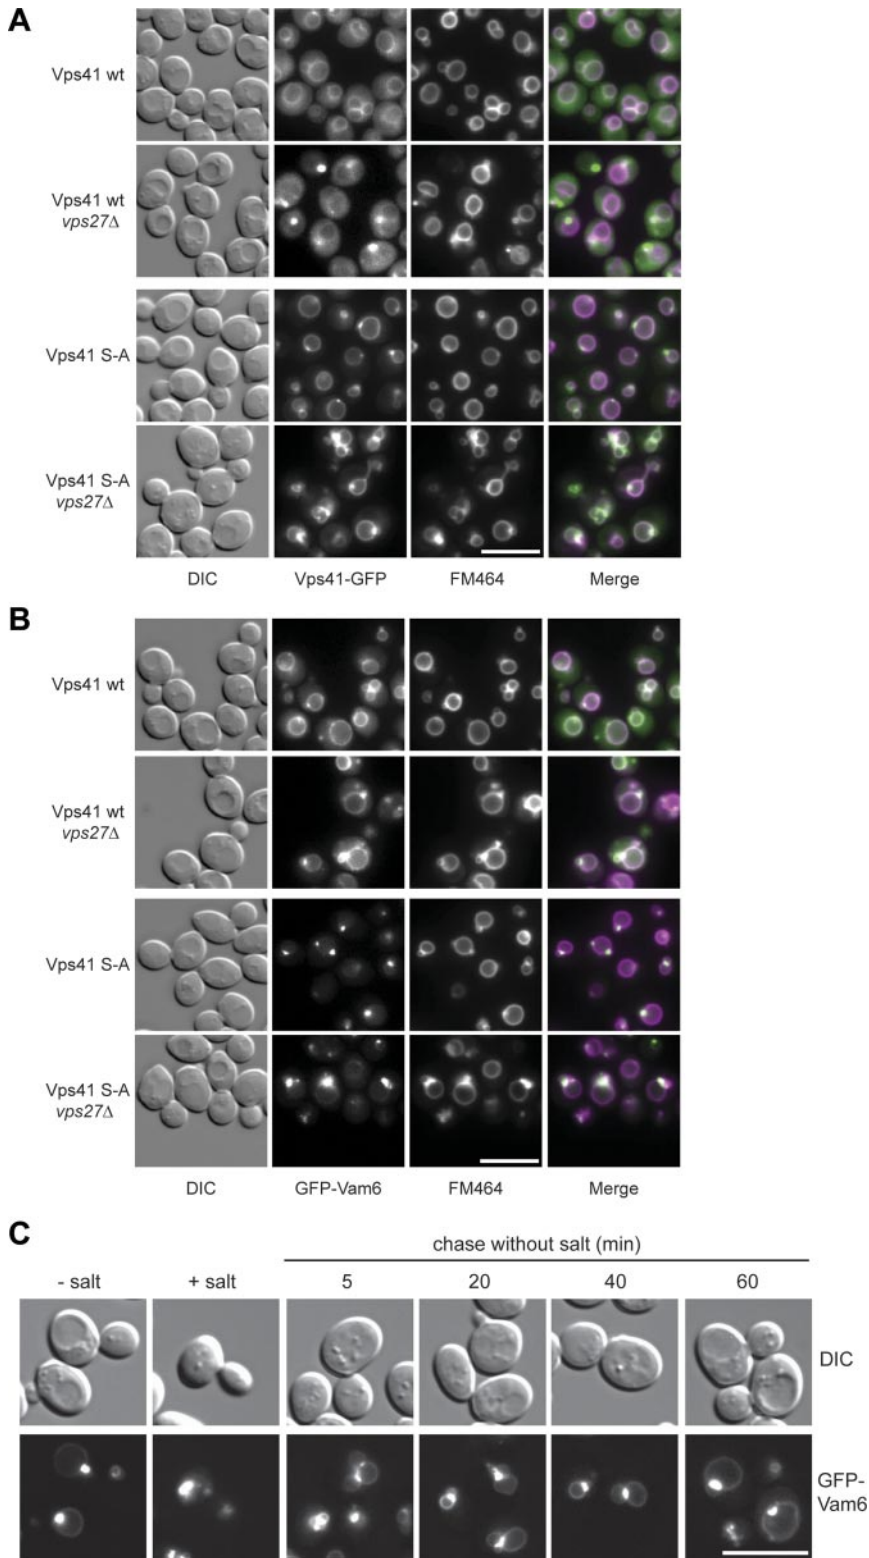 A
Vps41 wt
Vps41 wt
vps27Δ
Vps41 S-A
Vps41 S-A
vps27Δ
DIC
Vps41-GFP
FM464
Merge
B
Vps41 wt
Vps41 wt
vps27Δ
Vps41 S-A
Vps41 S-A
vps27Δ
DIC
GFP-Vam6
FM464
Merge
C
chase without salt (min)
- salt
+ salt
5
20
40
60
DIC
GFP-
Vam6